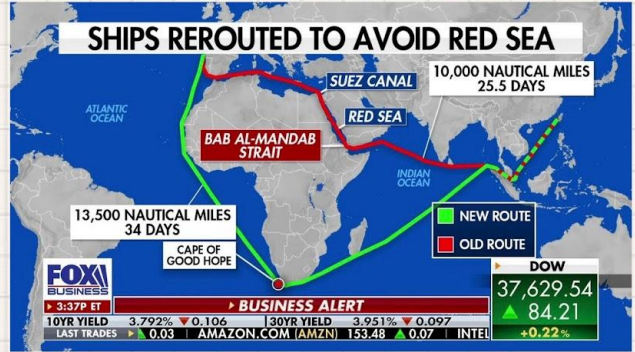 SHIPS REROUTED TO AVOID RED SEA
SUEZ CANAL
10,000 NAUTICAL MILES
25.5 DAYS
ATLANTIC
OCEAN
RED SEA
BAB AL-MANDAB
STRAIT
INDIAN
OCEAN
13,500 NAUTICAL MILES
34 DAYS
NEW ROUTE
OLD ROUTE
CAPE OF
GOOD HOPE
FOX
BUSINESS
DOW
37,629.54
▲ 84.21
+0.22%
3:37P ET
BUSINESS ALERT
10YR YIELD 3.792% ▼ 0.106 30YR YIELD 3.951% ▼ 0.097
LAST TRADES ▲ 0.03 AMAZON.COM (AMZN) 153.48 ▲ 0.07 INTEL